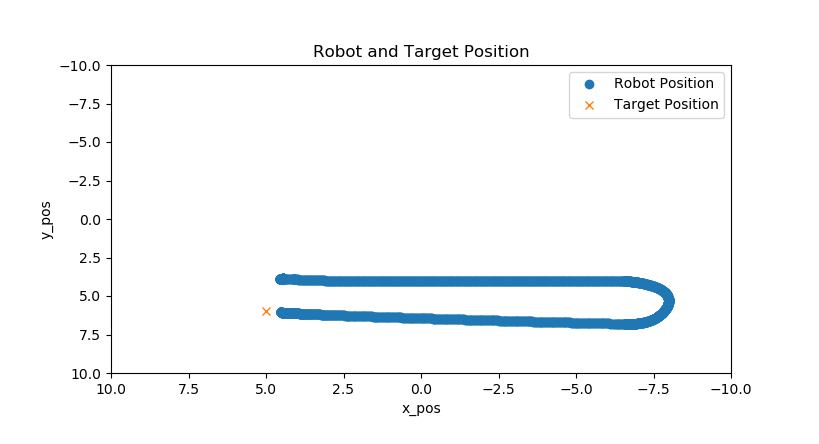 Robot and Target Position
Robot Position
Target Position
−10.0
−7.5
−5.0
−2.5
0.0
2.5
5.0
7.5
10.0
y_pos
10.0 7.5 5.0 2.5 0.0 −2.5 −5.0 −7.5 −10.0
x_pos